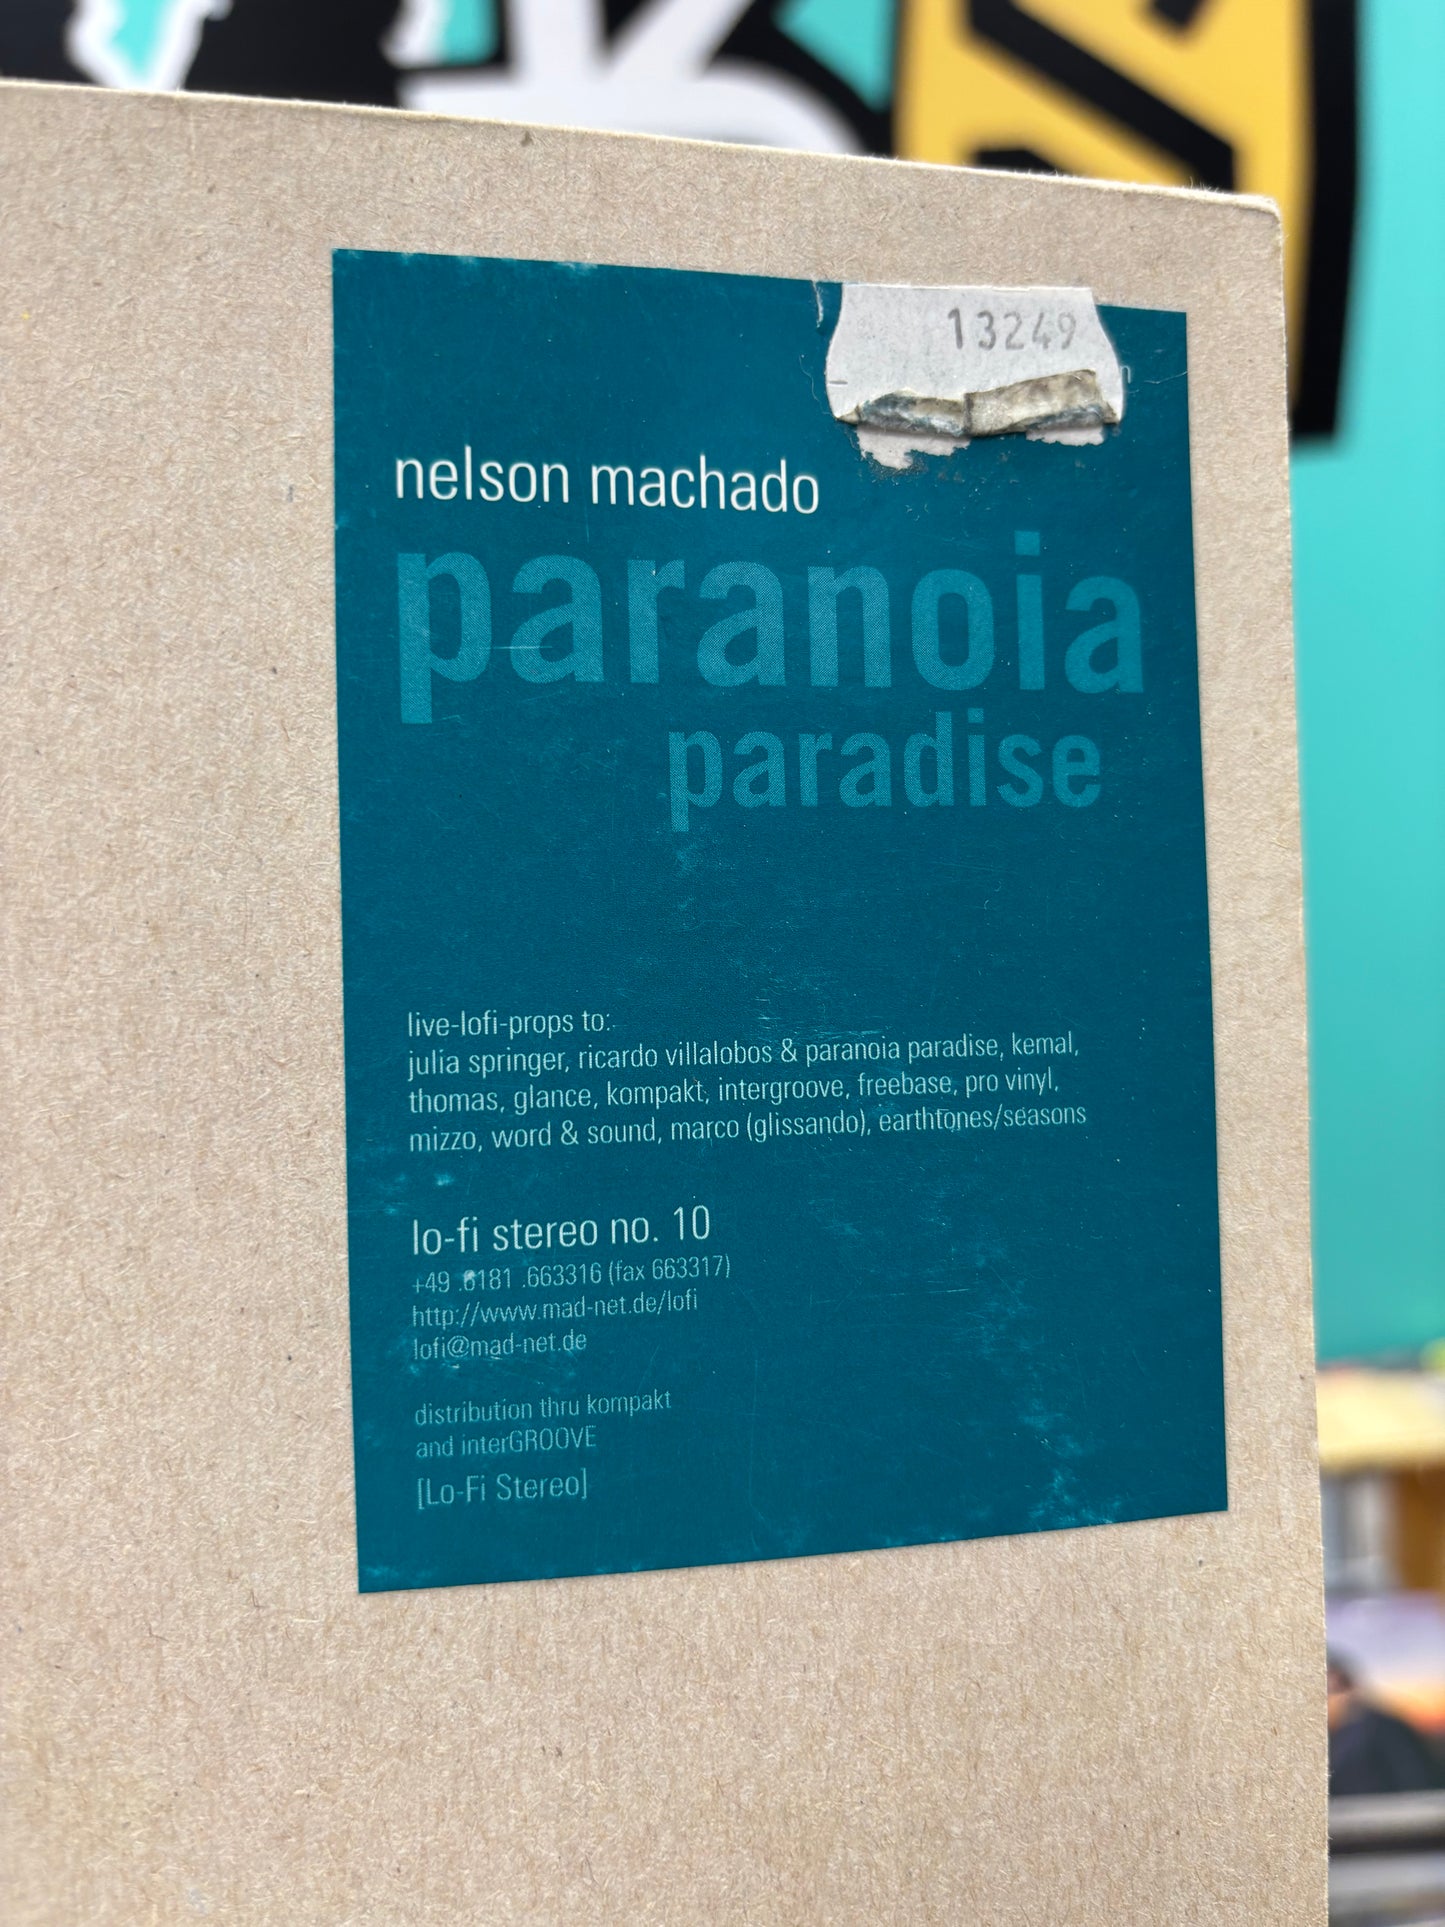 13249
nelson machado
paranoia
paradise
live-lofi-props to:
julia springer, ricardo villalobos & paranoia paradise, kemal,
thomas, glance, kompakt, intergroove, freebase, pro vinyl,
mizzo, word & sound, marco (glissando), earthtones/seasons
lo-fi stereo no. 10
+49 .6181 .663316 (fax 663317)
http://www.mad-net.de/lofi
lofi@mad-net.de
distribution thru kompakt
and interGROOVE
[Lo-Fi Stereo]